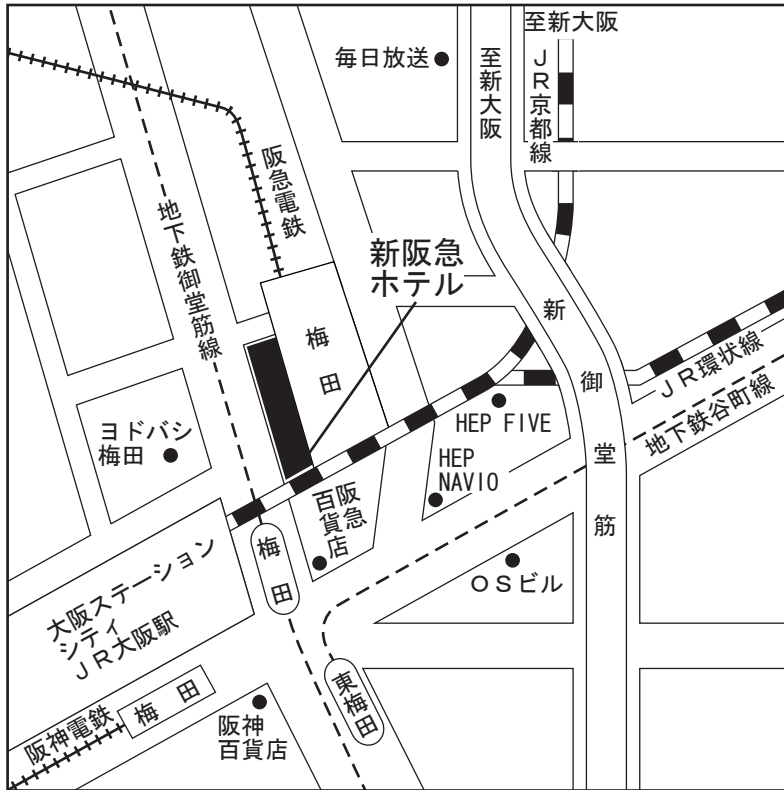 至新大阪
毎日放送
至新大阪
ＪＲ京都線
阪急電鉄
地下鉄御堂筋線
新阪急
ホテル
梅田
新御堂筋
ＪＲ環状線
地下鉄谷町線
HEP FIVE
ヨドバシ
梅田
HEP
NAVIO
阪急
百貨店
梅田
ＯＳビル
大阪ステーション
シティ
ＪＲ大阪駅
東梅田
梅田
阪神電鉄
阪神
百貨店